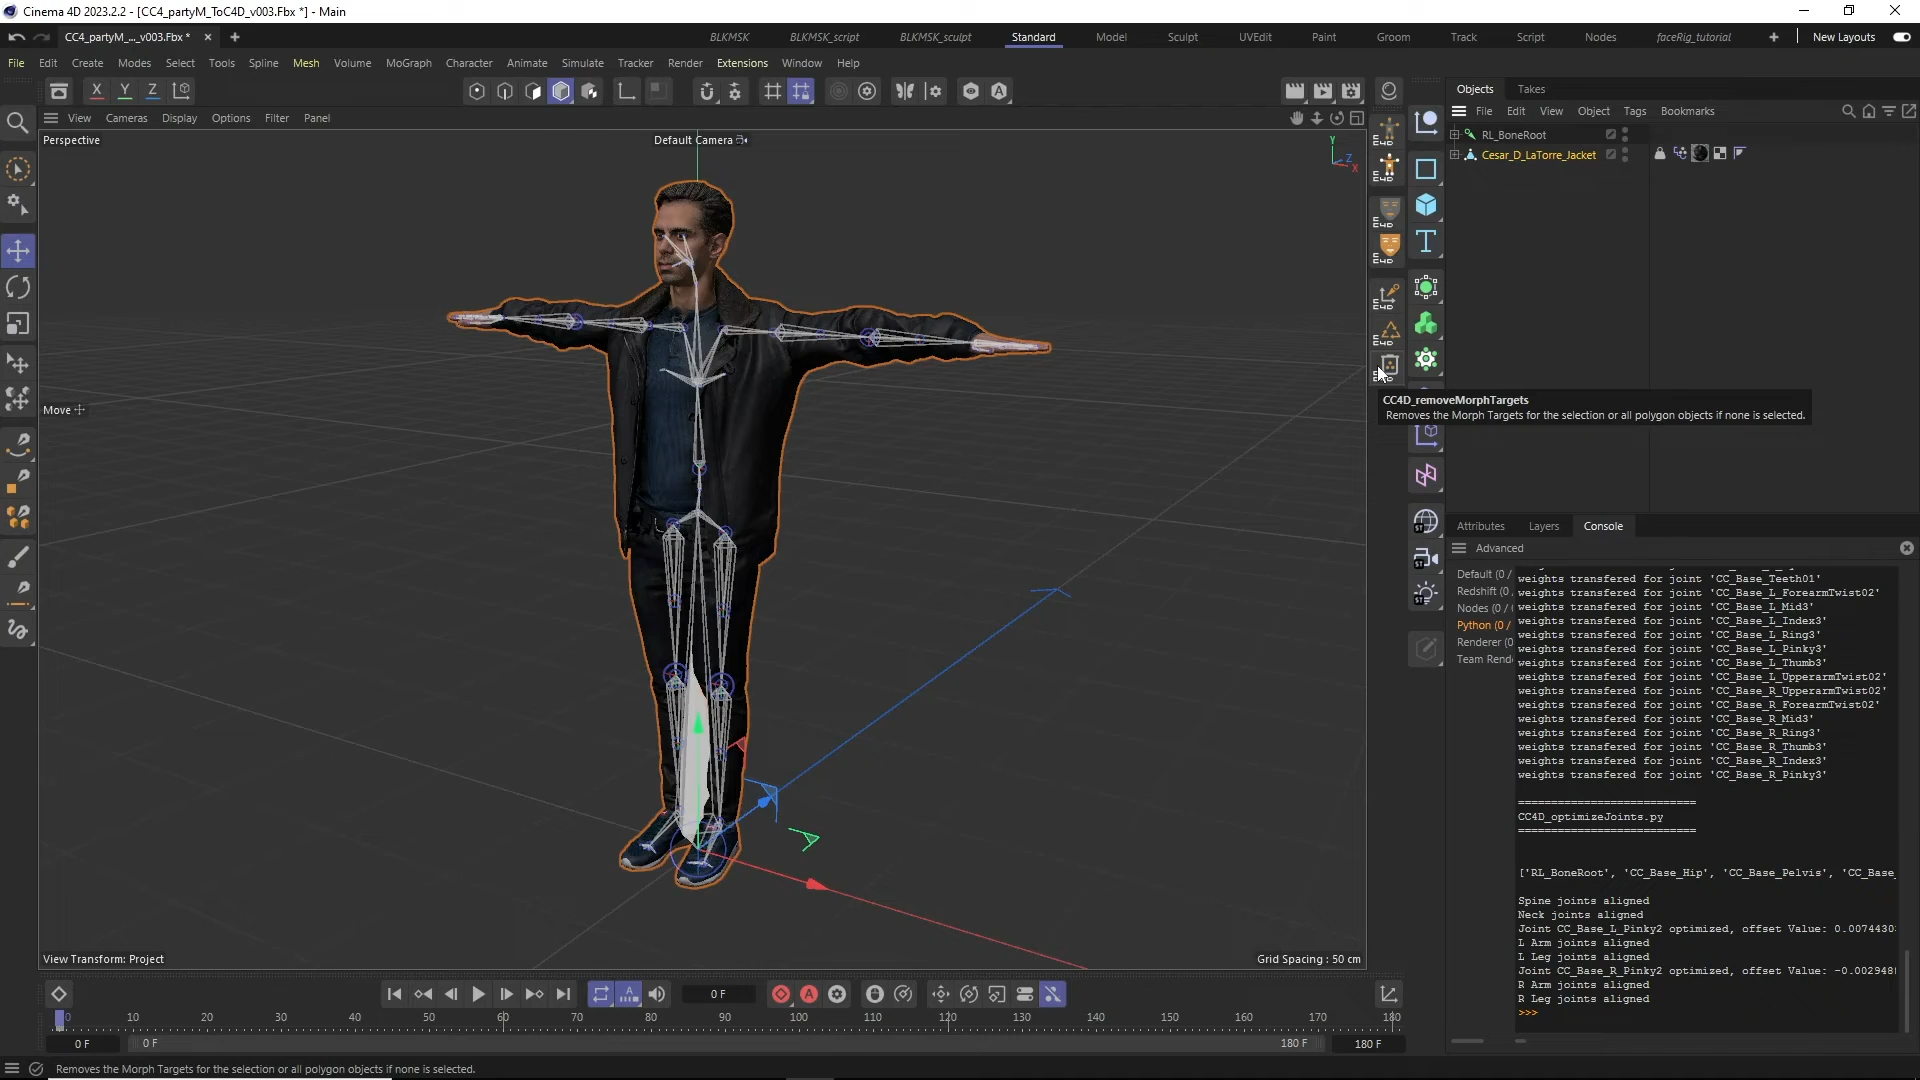 Cinema 4D 2023.2.2 - [CC4_partyM_ToC4D_v003.Fbx *] - Main
CC4_partyM_..._v003.Fbx *
BLKMSK
BLKMSK_script
BLKMSK_sculpt
Standard
Model
Sculpt
UVEdit
Paint
Groom
Track
Script
Nodes
faceRig_tutorial
New Layouts
File Edit Create Modes Select Tools Spline Mesh Volume MoGraph Character Animate Simulate Tracker Render Extensions Window Help
X Y Z
Objects Takes
View Cameras Display Options Filter Panel
File Edit View Object Tags Bookmarks
Perspective
Default Camera
Y
Z
X
RL_BoneRoot
Cesar_D_LaTorre_Jacket
Move
CC4D_removeMorphTargets
Removes the Morph Targets for the selection or all polygon objects if none is selected.
Attributes Layers Console
Advanced
Default (0 /
Redshift (0
Nodes (0 /
Python (0 /
Renderer (0
Team Rend
weights transfered for joint 'CC_Base_Teeth01'
weights transfered for joint 'CC_Base_L_ForearmTwist02'
weights transfered for joint 'CC_Base_L_Mid3'
weights transfered for joint 'CC_Base_L_Index3'
weights transfered for joint 'CC_Base_L_Ring3'
weights transfered for joint 'CC_Base_L_Pinky3'
weights transfered for joint 'CC_Base_L_Thumb3'
weights transfered for joint 'CC_Base_L_UpperarmTwist02'
weights transfered for joint 'CC_Base_R_UpperarmTwist02'
weights transfered for joint 'CC_Base_R_ForearmTwist02'
weights transfered for joint 'CC_Base_R_Mid3'
weights transfered for joint 'CC_Base_R_Ring3'
weights transfered for joint 'CC_Base_R_Thumb3'
weights transfered for joint 'CC_Base_R_Index3'
weights transfered for joint 'CC_Base_R_Pinky3'
===========================
CC4D_optimizeJoints.py
===========================
['RL_BoneRoot', 'CC_Base_Hip', 'CC_Base_Pelvis', 'CC_Base_
Spine joints aligned
Neck joints aligned
Joint CC_Base_L_Pinky2 optimized, offset Value: 0.0074430
L Arm joints aligned
L Leg joints aligned
Joint CC_Base_R_Pinky2 optimized, offset Value: -0.002948
R Arm joints aligned
R Leg joints aligned
>>>
View Transform: Project
Grid Spacing : 50 cm
0 F
0 10 20 30 40 50 60 70 80 90 100 110 120 130 140 150 160 170 180
0 F
0 F
180 F
180 F
Removes the Morph Targets for the selection or all polygon objects if none is selected.